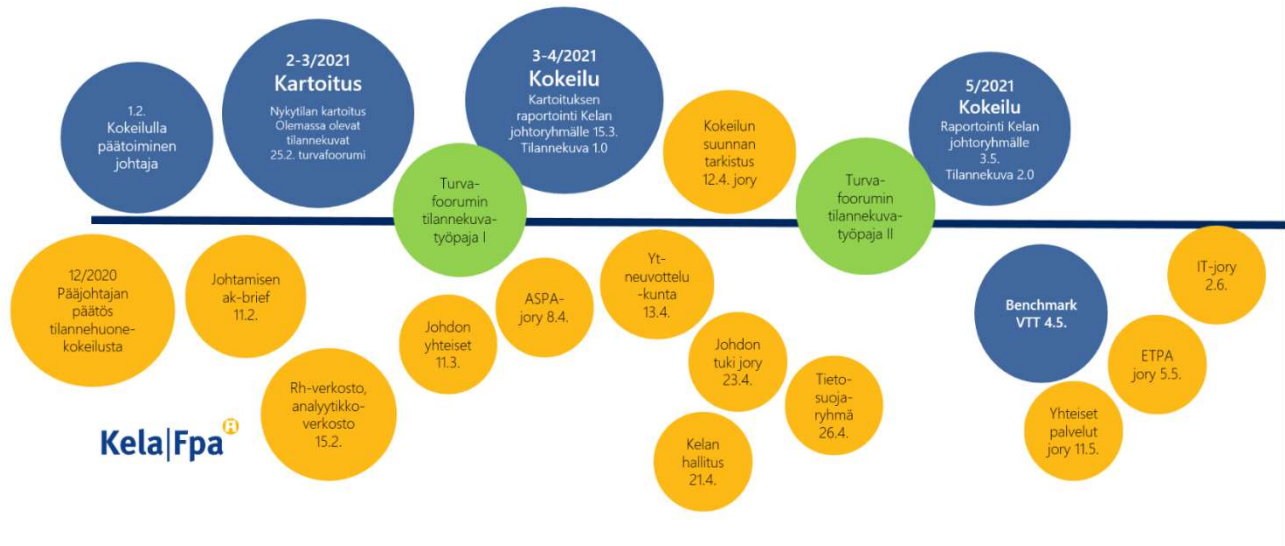 1.2.
Kokeilulla
päätoiminen
johtaja
2-3/2021
Kartoitus
Nykytilan kartoitus
Olemassa olevat
tilannekuvat
25.2. turvafoorumi
3-4/2021
Kokeilu
Kartoituksen
raportointi Kelan
johtoryhmälle 15.3.
Tilannekuva 1.0
Kokeilun
suunnan
tarkistus
12.4. jory
5/2021
Kokeilu
Raportointi Kelan
johtoryhmälle
3.5.
Tilannekuva 2.0
Turva-
foorumin
tilannekuva-
työpaja I
Turva-
foorumin
tilannekuva-
työpaja II
12/2020
Pääjohtajan
päätös
tilannehuone-
kokeilusta
Johtamisen
ak-brief
11.2.
Rh-verkosto,
analyytikko-
verkosto
15.2.
Johdon
yhteiset
11.3.
ASPA-
jory 8.4.
Yt-
neuvottelu
-kunta
13.4.
Johdon
tuki jory
23.4.
Kelan
hallitus
21.4.
Tieto-
suojaryhmä
26.4.
Benchmark
VTT 4.5.
Yhteiset
palvelut
jory 11.5.
ETPA
jory 5.5.
IT-jory
2.6.
Kela|Fpa